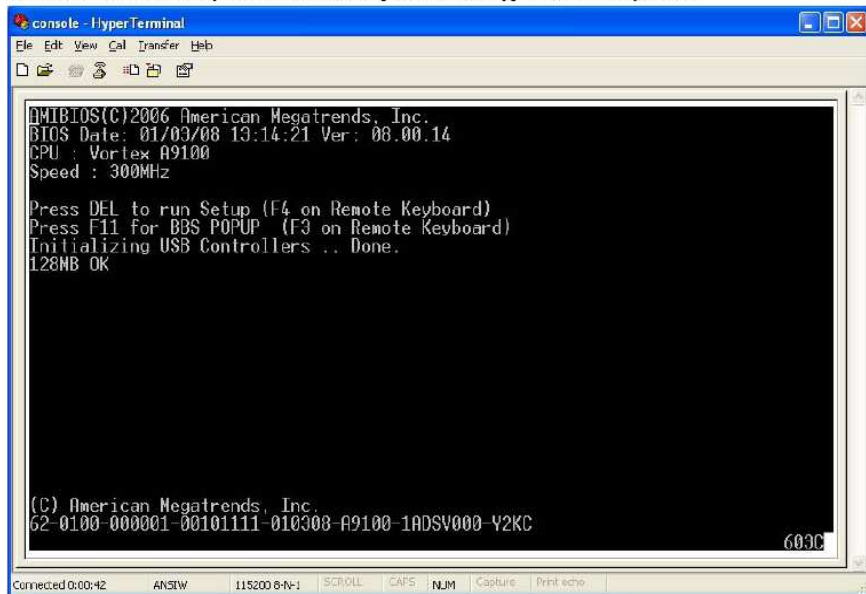 console - HyperTerminal
File Edit View Call Transfer Help
AMIBIOS(C)2006 American Megatrends, Inc.
BIOS Date: 01/03/08 13:14:21 Ver: 08.00.14
CPU : Vortex A9100
Speed : 300MHz
Press DEL to run Setup (F4 on Remote Keyboard)
Press F11 for BBS POPUP (F3 on Remote Keyboard)
Initializing USB Controllers .. Done.
128MB OK
(C) American Megatrends, Inc.
62-0100-000001-00101111-010308-A9100-1ADSV000-Y2KC
603C
Connected 0:00:42 ANSIW 115200 8-N-1 SCROLL CAPS NUM Capture Print echo